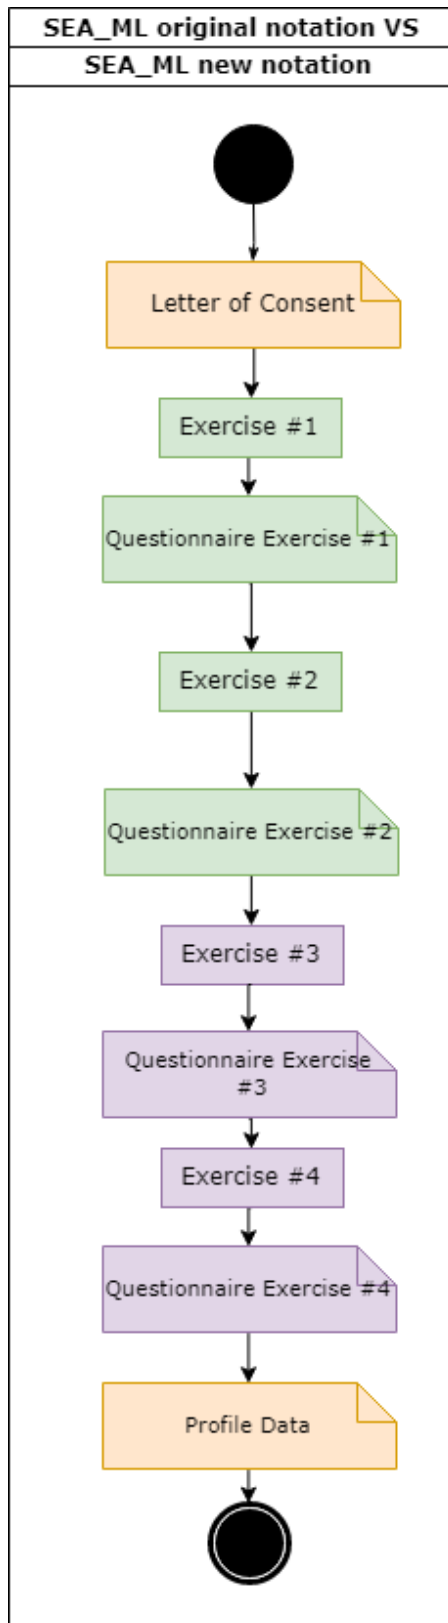 SEA_ML original notation VS
SEA_ML new notation
Letter of Consent
Exercise #1
Questionnaire Exercise #1
Exercise #2
Questionnaire Exercise #2
Exercise #3
Questionnaire Exercise
#3
Exercise #4
Questionnaire Exercise #4
Profile Data